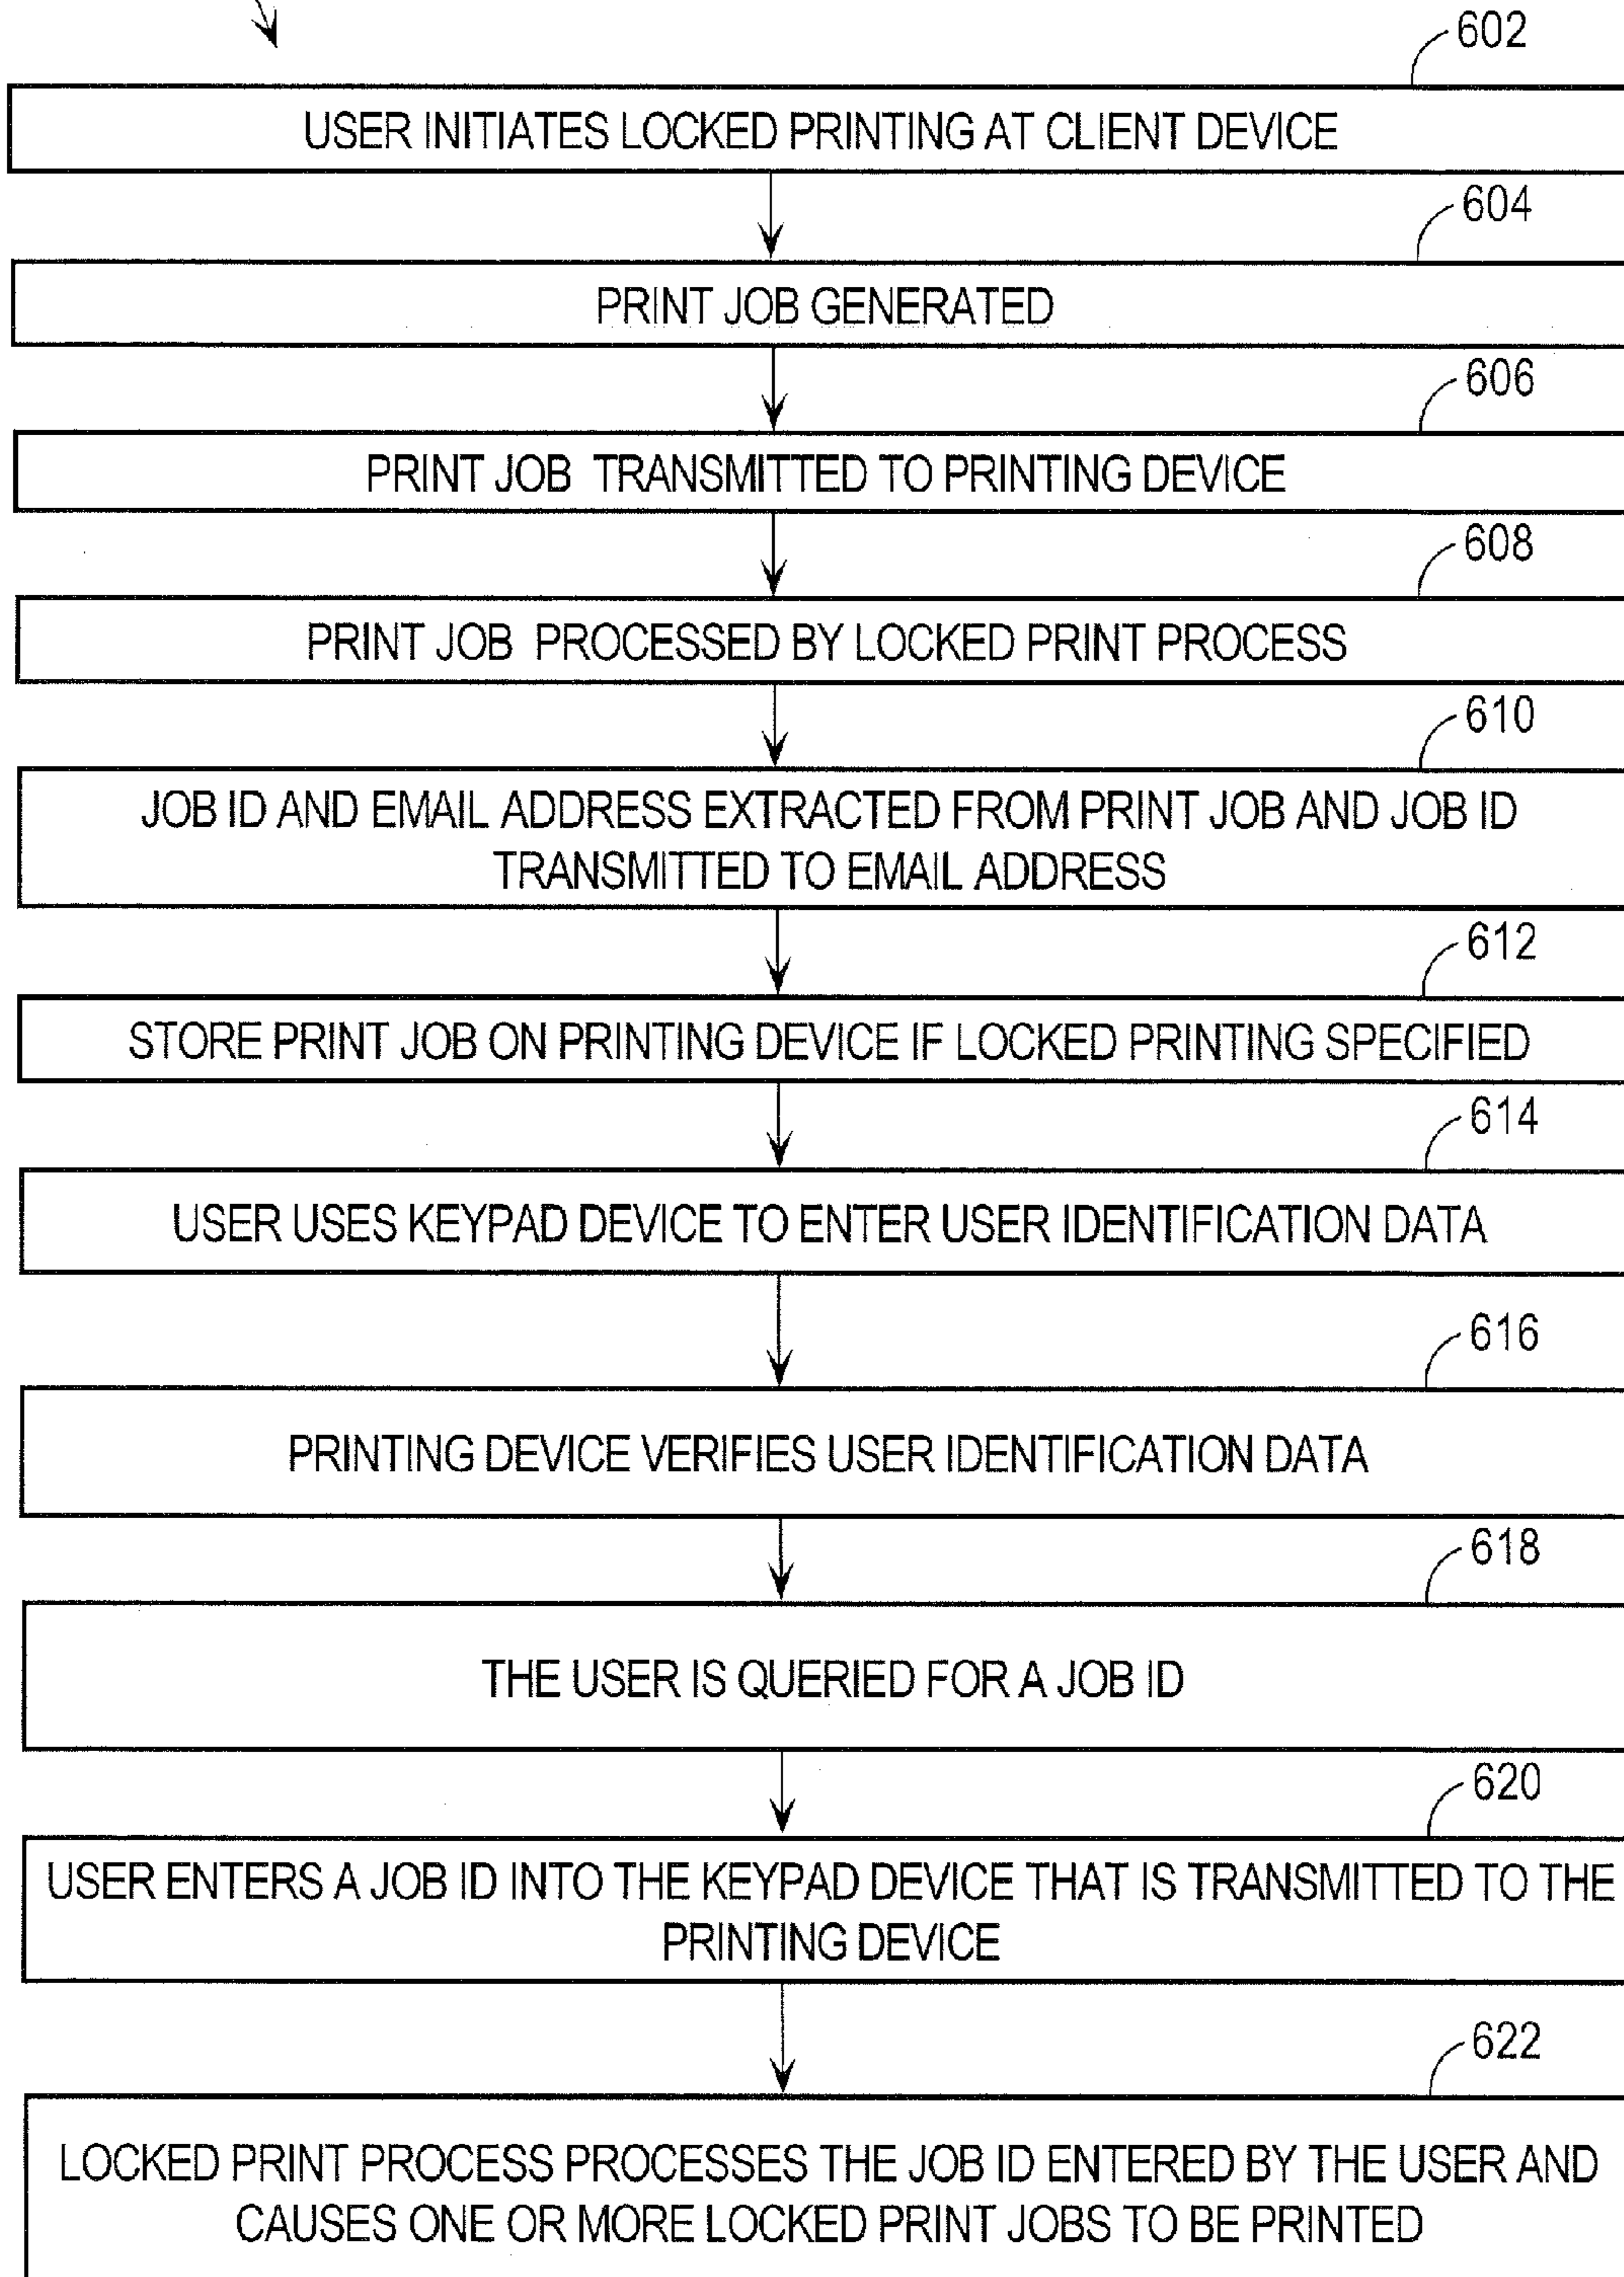 602
USER INITIATES LOCKED PRINTING AT CLIENT DEVICE
604
PRINT JOB GENERATED
606
PRINT JOB TRANSMITTED TO PRINTING DEVICE
608
PRINT JOB PROCESSED BY LOCKED PRINT PROCESS
610
JOB ID AND EMAIL ADDRESS EXTRACTED FROM PRINT JOB AND JOB ID
TRANSMITTED TO EMAIL ADDRESS
612
STORE PRINT JOB ON PRINTING DEVICE IF LOCKED PRINTING SPECIFIED
614
USER USES KEYPAD DEVICE TO ENTER USER IDENTIFICATION DATA
616
PRINTING DEVICE VERIFIES USER IDENTIFICATION DATA
618
THE USER IS QUERIED FOR A JOB ID
620
USER ENTERS A JOB ID INTO THE KEYPAD DEVICE THAT IS TRANSMITTED TO THE
PRINTING DEVICE
622
LOCKED PRINT PROCESS PROCESSES THE JOB ID ENTERED BY THE USER AND
CAUSES ONE OR MORE LOCKED PRINT JOBS TO BE PRINTED